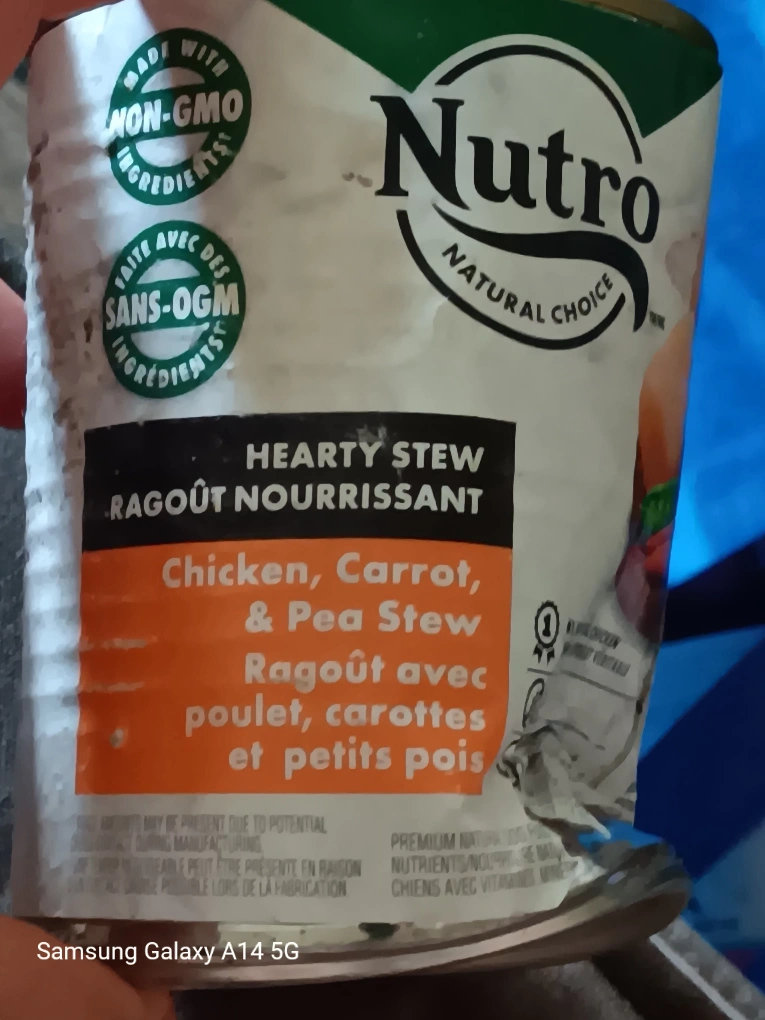 MADE WITH
NON-GMO
INGREDIENTS†
Nutro
NATURAL CHOICE
FAITE AVEC DES
SANS-OGM
INGRÉDIENTS†
HEARTY STEW
RAGOÛT NOURRISSANT
Chicken, Carrot,
& Pea Stew
Ragoût avec
poulet, carottes
et petits pois
1
MAY BE PRESENT DUE TO POTENTIAL
DURING MANUFACTURING.
PEUT ÊTRE PRÉSENTE EN RAISON
POSSIBLE LORS DE LA FABRICATION
PREMIUM
CHIENS AVEC
Samsung Galaxy A14 5G